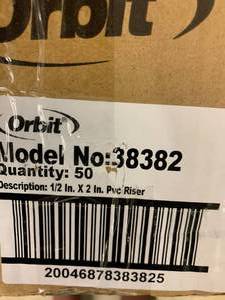 Orbit
Orbit
Model No:38382
Quantity: 50
Description: 1/2 In. X 2 In. Pvc Riser
20046878383825